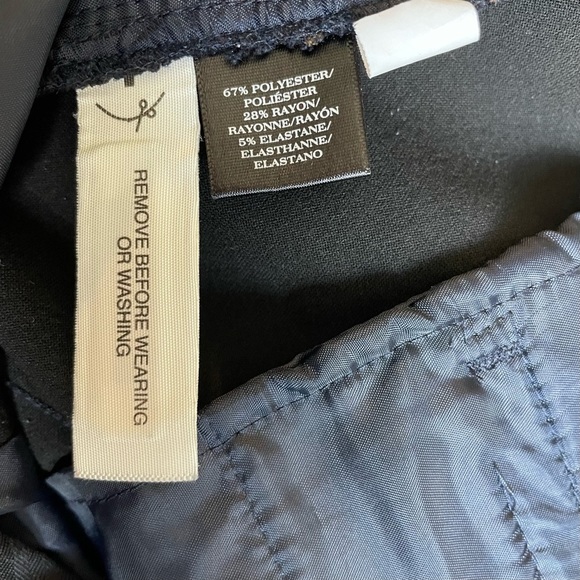 67% POLYESTER/
POLIÉSTER
28% RAYON/
RAYONNE/RAYÓN
5% ELASTANE/
ELASTHANNE/
ELASTANO
REMOVE BEFORE WEARING
OR WASHING